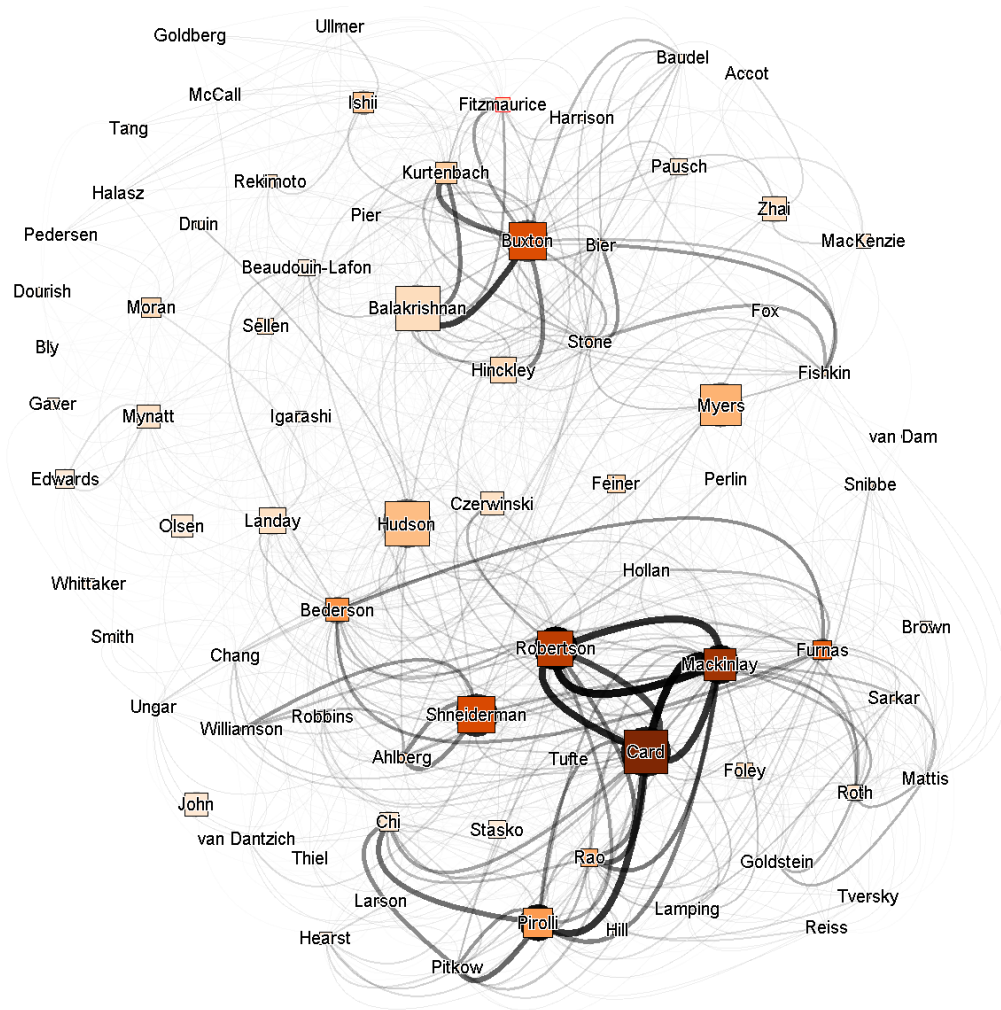 Ullmer
Goldberg
Baudel
Accot
McCall
Ishii
Fitzmaurice
Harrison
Tang
Pausch
Kurtenbach
Rekimoto
Halasz
Zhai
Pier
Druin
Pedersen
Buxton
Bier
MacKenzie
Beaudouin-Lafon
Dourish
Moran
Balakrishnan
Fox
Sellen
Stone
Bly
Hinckley
Fishkin
Gaver
Mynatt
Igarashi
Myers
van Dam
Edwards
Feiner
Perlin
Snibbe
Czerwinski
Olsen
Landay
Hudson
Hollan
Whittaker
Bederson
Brown
Smith
Chang
Robertson
Mackinlay
Furnas
Sarkar
Ungar
Williamson
Robbins
Shneiderman
Card
Ahlberg
Tufte
Foley
Mattis
Roth
John
Chi
Stasko
van Dantzich
Thiel
Rao
Goldstein
Larson
Tversky
Lamping
Pirolli
Hill
Reiss
Hearst
Pitkow